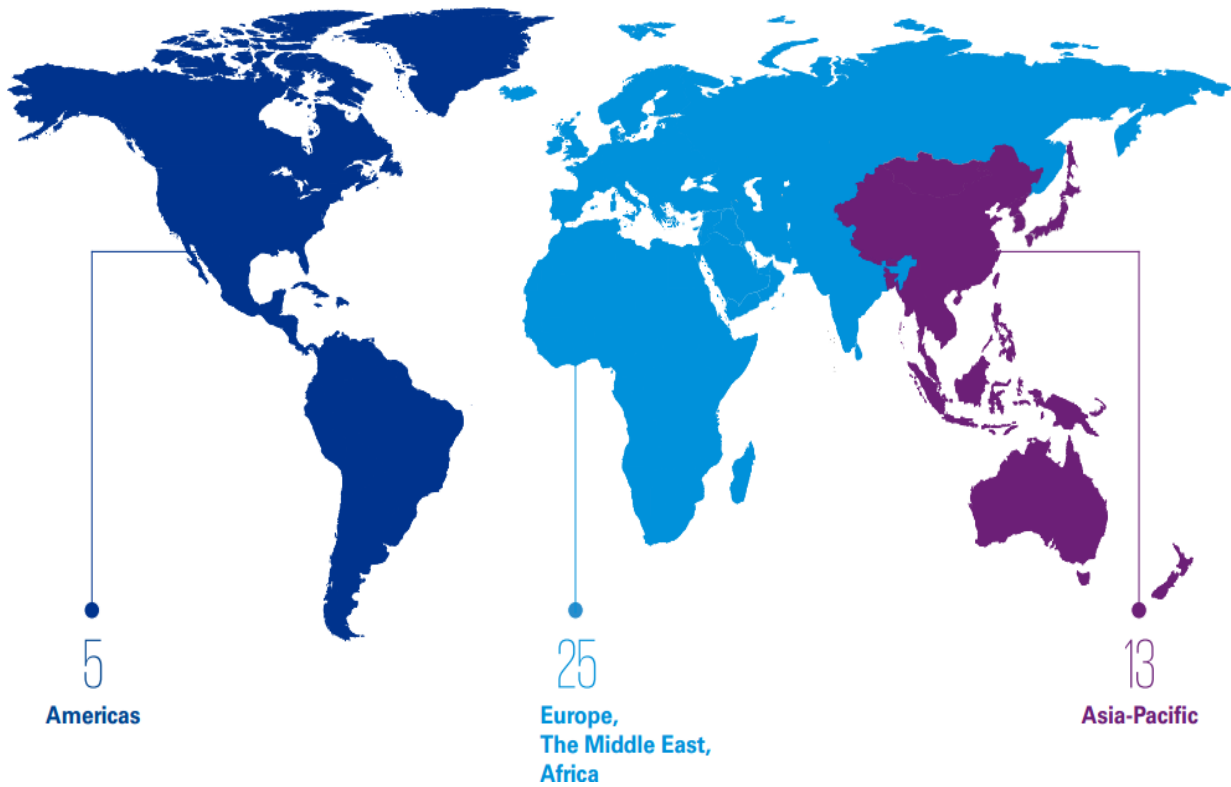 5
Americas
25
Europe,
The Middle East,
Africa
13
Asia-Pacific